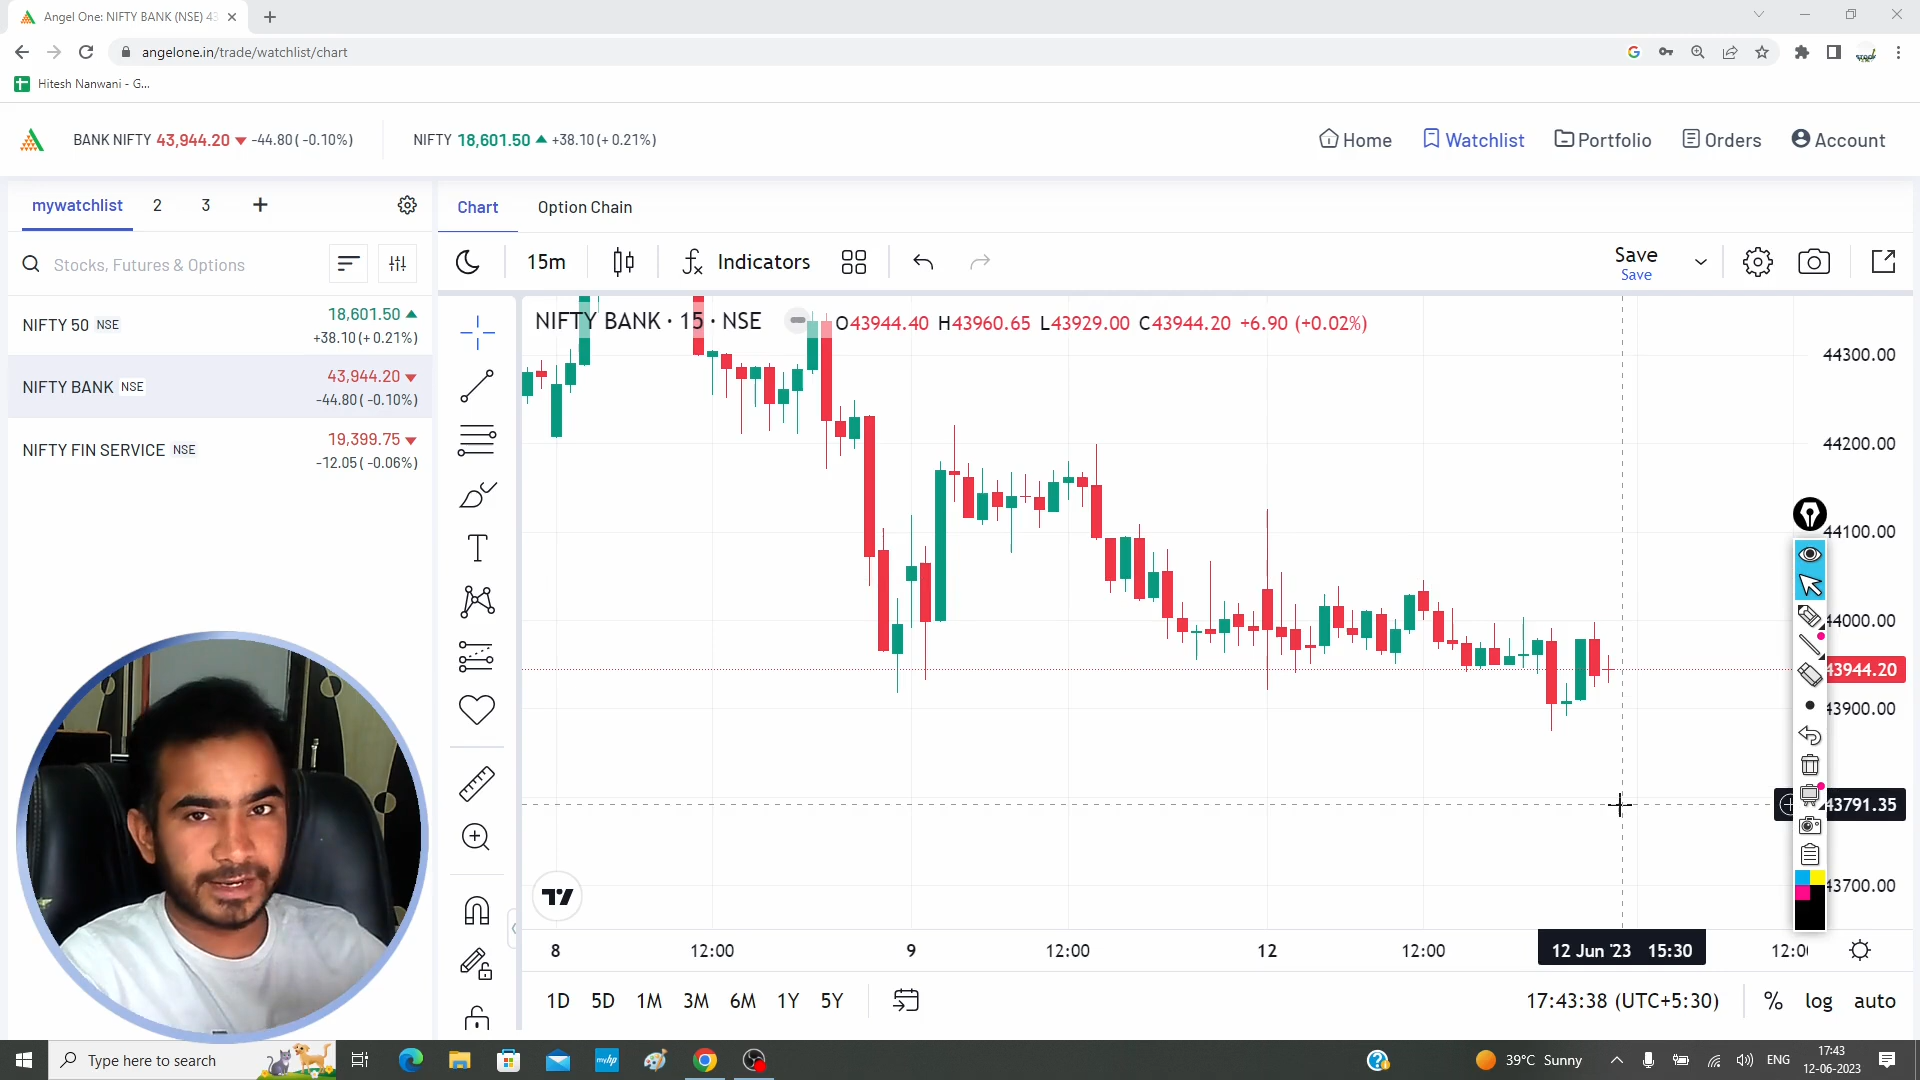 Angel One: NIFTY BANK (NSE) 43
angelone.in/trade/watchlist/chart
Hitesh Nanwani - G...
BANK NIFTY 43,944.20 -44.80( -0.10%)
NIFTY 18,601.50 +38.10(+ 0.21%)
Home
Watchlist
Portfolio
Orders
Account
mywatchlist
2
3
+
Chart
Option Chain
Stocks, Futures & Options
15m
Indicators
Save
Save
NIFTY 50 NSE
18,601.50
+38.10(+ 0.21%)
NIFTY BANK NSE
43,944.20
-44.80( -0.10%)
NIFTY FIN SERVICE NSE
19,399.75
-12.05( -0.06%)
NIFTY BANK · 15 · NSE
O43944.40 H43960.65 L43929.00 C43944.20 +6.90 (+0.02%)
44300.00
44200.00
44100.00
44000.00
43944.20
43900.00
43791.35
43700.00
8
12:00
9
12:00
12
12:00
12 Jun '23 15:30
1D 5D 1M 3M 6M 1Y 5Y
17:43:38 (UTC+5:30)
%
log
auto
Type here to search
39°C Sunny
ENG
17:43
12-06-2023